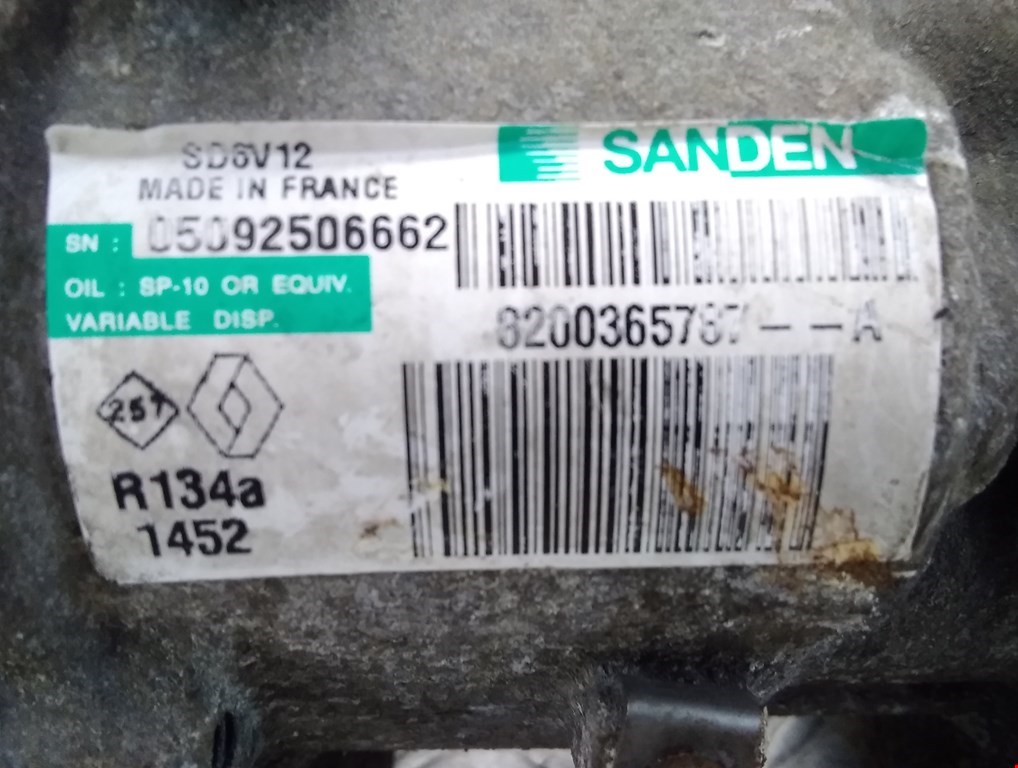 SANDEN
SD6V12
MADE IN FRANCE
SN : 05092506662
OIL : SP-10 OR EQUIV.
VARIABLE DISP.
8200365787 - - A
257
R134a
1452